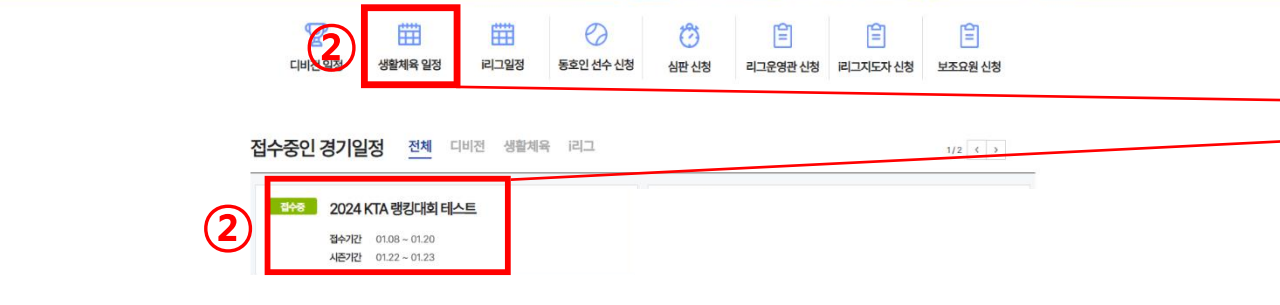 ②
디비전 일정 생활체육 일정 i리그일정 동호인 선수 신청 심판 신청 리그운영관 신청 i리그지도자 신청 보조요원 신청
접수중인 경기일정 전체 디비전 생활체육 i리그 1/2 < >
접수중 2024 KTA 랭킹대회 테스트
②
접수기간 01.08 ~ 01.20
시즌기간 01.22 ~ 01.23